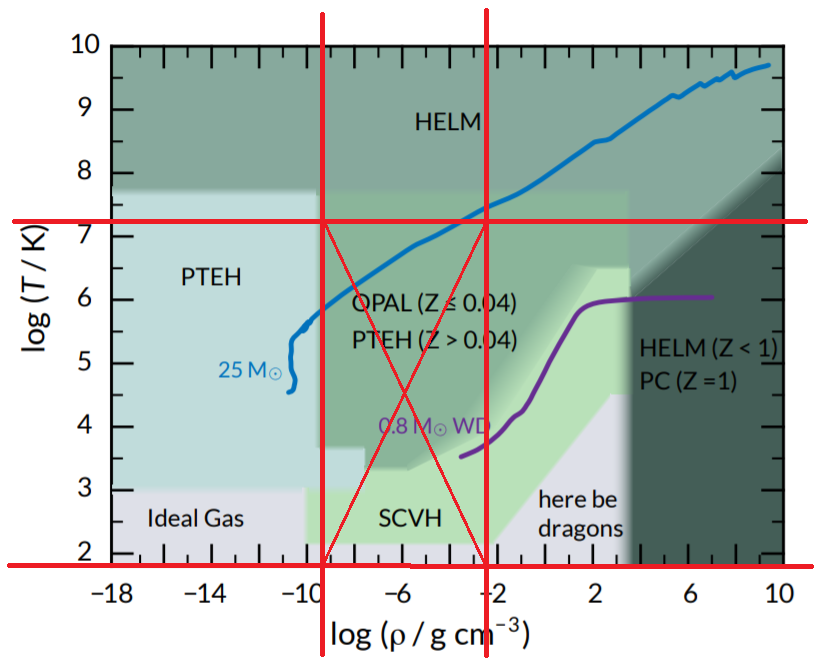 10
9
8
7
6
5
4
3
2
log (T / K)
HELM
PTEH
OPAL (Z ≤ 0.04)
PTEH (Z > 0.04)
25 M☉
HELM (Z < 1)
PC (Z =1)
0.8 M☉ WD
Ideal Gas
SCVH
here be
dragons
−18 −14 −10 −6 −2 2 6 10
log (ρ / g cm⁻³)